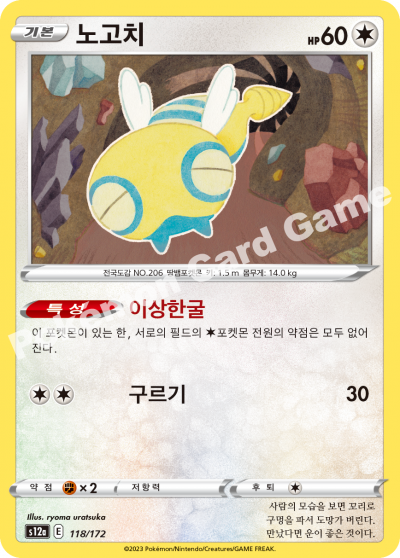 기본 노고치 HP60
전국도감 NO.206 땅뱀포켓몬 키: 1.5 m 몸무게: 14.0 kg
특성 이상한굴
이 포켓몬이 있는 한, 서로의 필드의 포켓몬 전원의 약점은 모두 없어
진다.
구르기 30
약점 ×2 저항력 후퇴
Illus. ryoma uratsuka
s12a E 118/172
사람의 모습을 보면 꼬리로
구멍을 파서 도망가 버린다.
만났다면 운이 좋은 것이다.
©2023 Pokémon/Nintendo/Creatures/GAME FREAK.
Pokémon Card Game